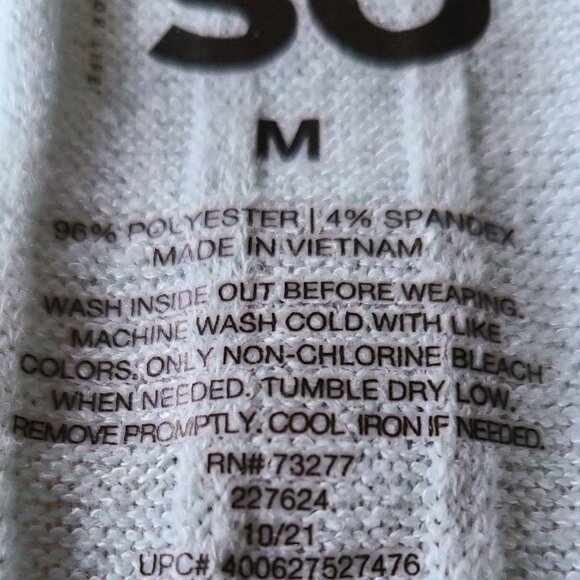 SO
M
96% POLYESTER | 4% SPANDEX
MADE IN VIETNAM
WASH INSIDE OUT BEFORE WEARING.
MACHINE WASH COLD WITH LIKE
COLORS. ONLY NON-CHLORINE BLEACH
WHEN NEEDED. TUMBLE DRY LOW.
REMOVE PROMPTLY. COOL IRON IF NEEDED.
RN# 73277
227624
10/21
UPC# 400627527476